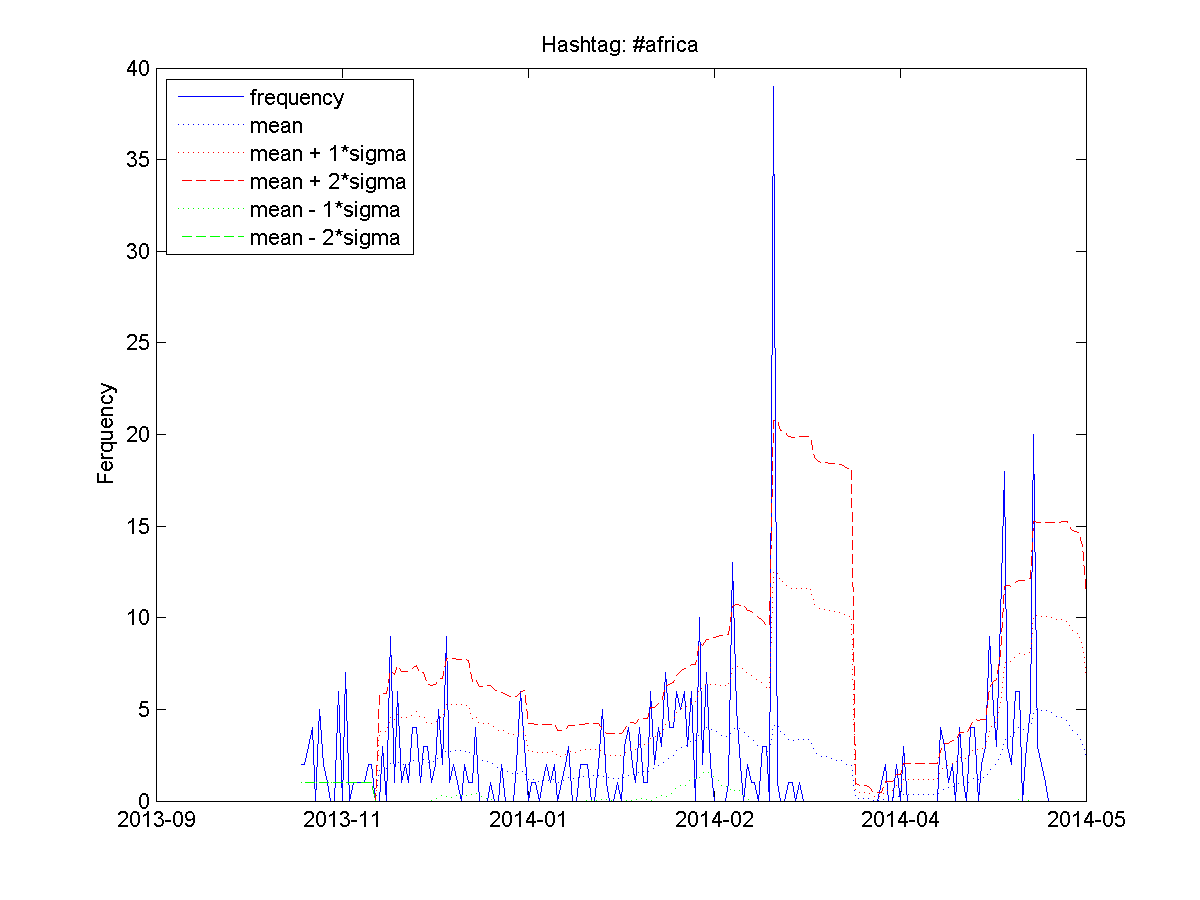 Hashtag: #africa
40
35
30
25
20
15
10
5
0
Ferquency
frequency
mean
mean + 1*sigma
mean + 2*sigma
mean - 1*sigma
mean - 2*sigma
2013-09 2013-11 2014-01 2014-02 2014-04 2014-05